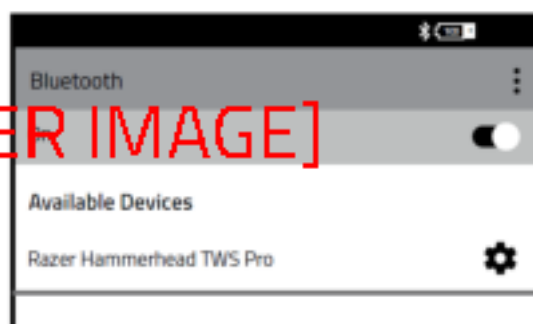 Bluetooth
ER IMAGE]
Available Devices
Razer Hammerhead TWS Pro